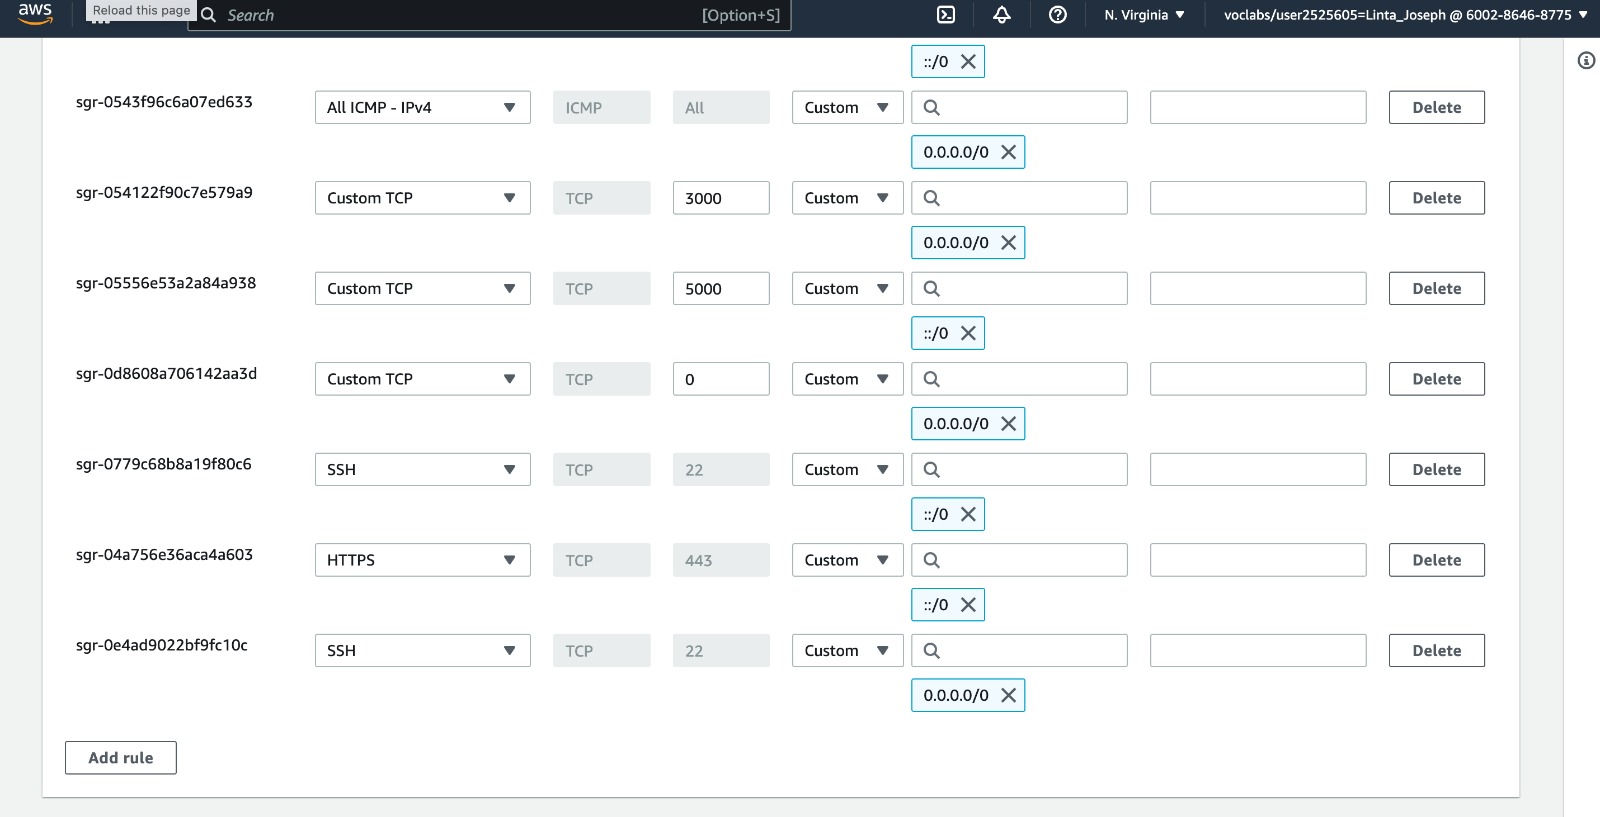 aws
Reload this page
Search
[Option+S]
N. Virginia
voclabs/user2525605=Linta_Joseph @ 6002-8646-8775
::/0
sgr-0543f96c6a07ed633
All ICMP - IPv4
ICMP
All
Custom
Delete
0.0.0.0/0
sgr-054122f90c7e579a9
Custom TCP
TCP
3000
Custom
Delete
0.0.0.0/0
sgr-05556e53a2a84a938
Custom TCP
TCP
5000
Custom
Delete
::/0
sgr-0d8608a706142aa3d
Custom TCP
TCP
0
Custom
Delete
0.0.0.0/0
sgr-0779c68b8a19f80c6
SSH
TCP
22
Custom
Delete
::/0
sgr-04a756e36aca4a603
HTTPS
TCP
443
Custom
Delete
::/0
sgr-0e4ad9022bf9fc10c
SSH
TCP
22
Custom
Delete
0.0.0.0/0
Add rule